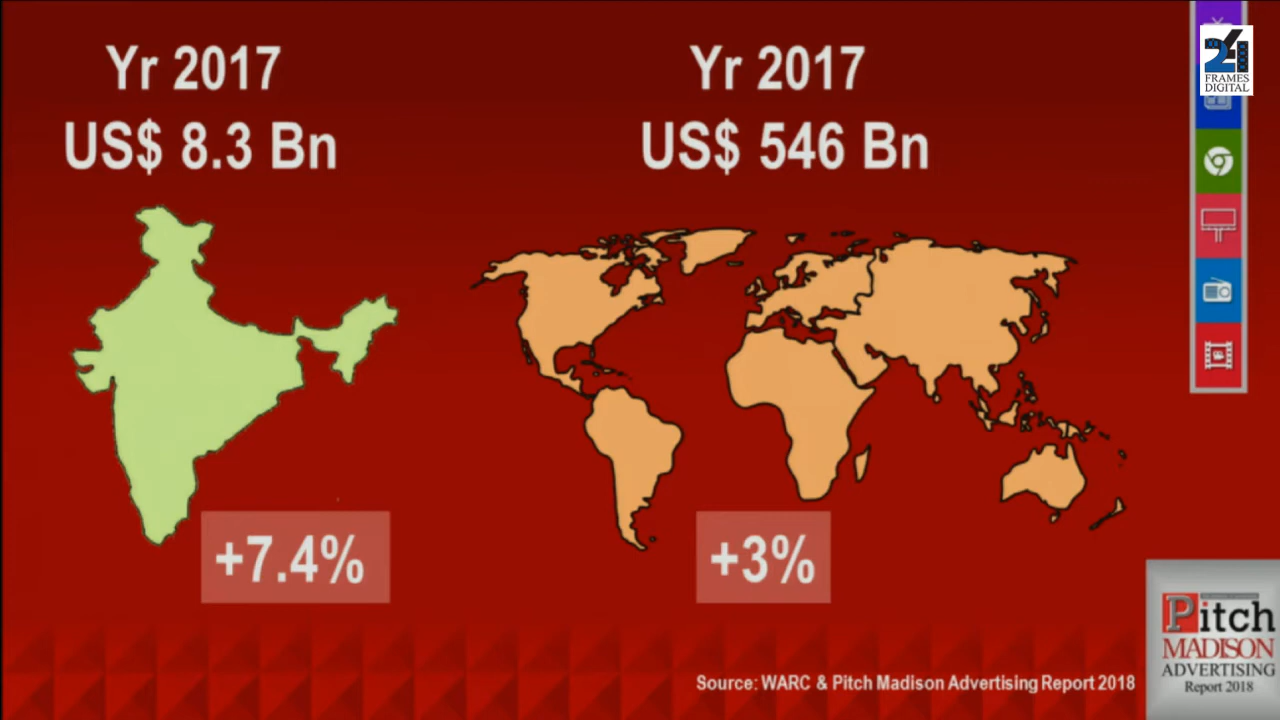 Yr 2017
US$ 8.3 Bn
+7.4%
Yr 2017
US$ 546 Bn
+3%
Source: WARC & Pitch Madison Advertising Report 2018
24
FRAMES
DIGITAL
Pitch
MADISON
ADVERTISING
Report 2018